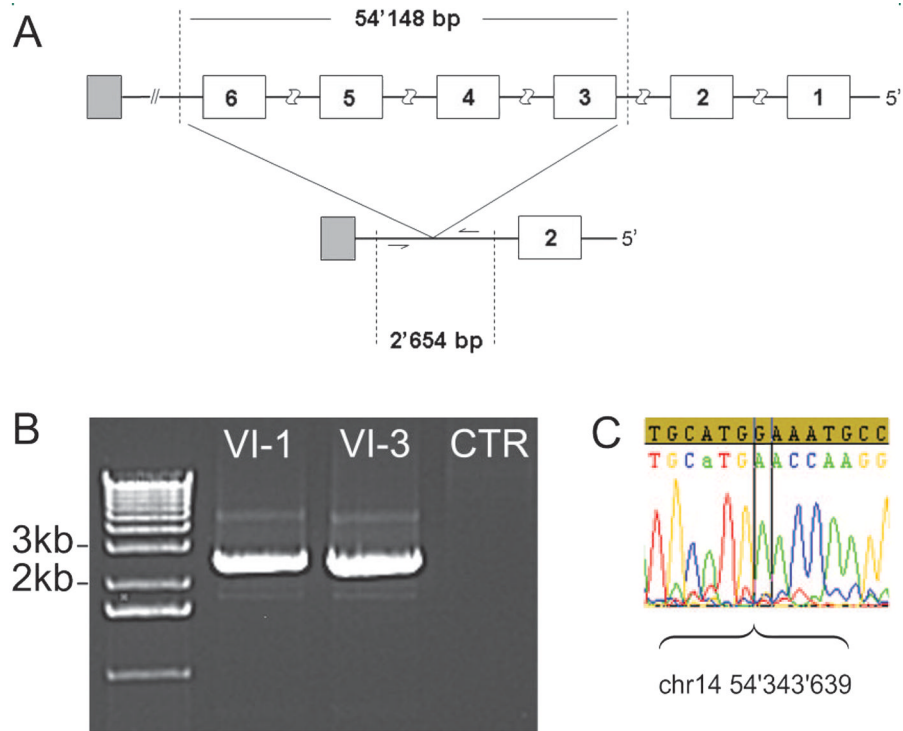 A
54'148 bp
6 5 4 3 2 1 5'
2 5'
2'654 bp
B
VI-1 VI-3 CTR
3kb
2kb
C
TGCATGGAAATGCC
TGCaTGAACCAAGG
chr14 54'343'639